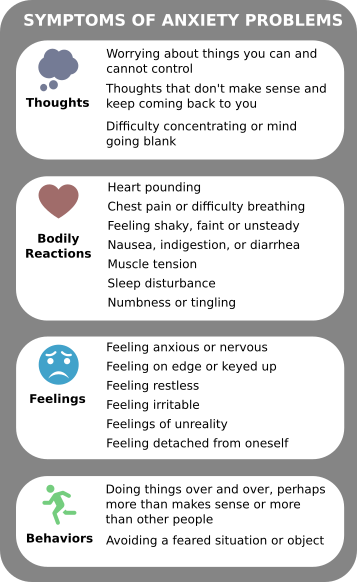 SYMPTOMS OF ANXIETY PROBLEMS
Thoughts
Worrying about things you can and
cannot control
Thoughts that don't make sense and
keep coming back to you
Difficulty concentrating or mind
going blank
Bodily
Reactions
Heart pounding
Chest pain or difficulty breathing
Feeling shaky, faint or unsteady
Nausea, indigestion, or diarrhea
Muscle tension
Sleep disturbance
Numbness or tingling
Feelings
Feeling anxious or nervous
Feeling on edge or keyed up
Feeling restless
Feeling irritable
Feelings of unreality
Feeling detached from oneself
Behaviors
Doing things over and over, perhaps
more than makes sense or more
than other people
Avoiding a feared situation or object